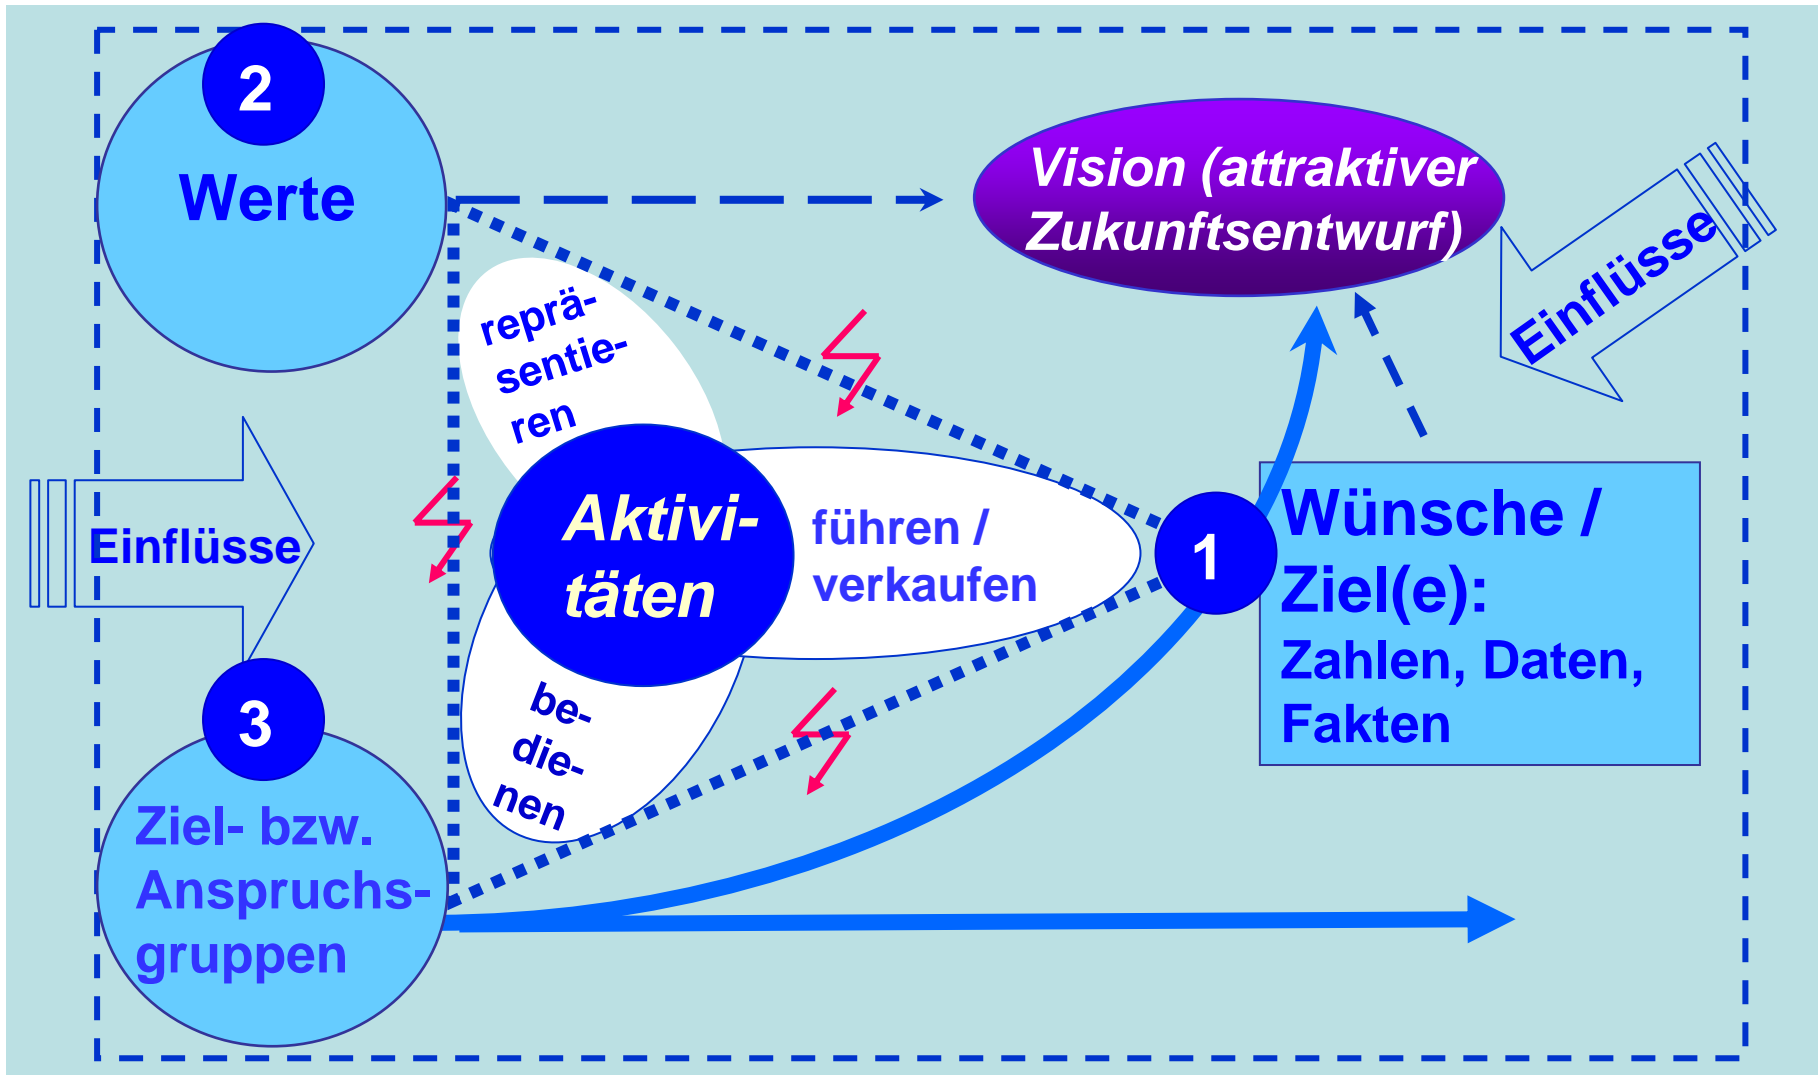 2
Werte
Vision (attraktiver
Zukunftsentwurf)
Einflüsse
reprä-
sentie-
ren
Einflüsse
Aktivi-
täten
führen /
verkaufen
1
Wünsche /
Ziel(e):
Zahlen, Daten,
Fakten
be-
die-
nen
3
Ziel- bzw.
Anspruchs-
gruppen